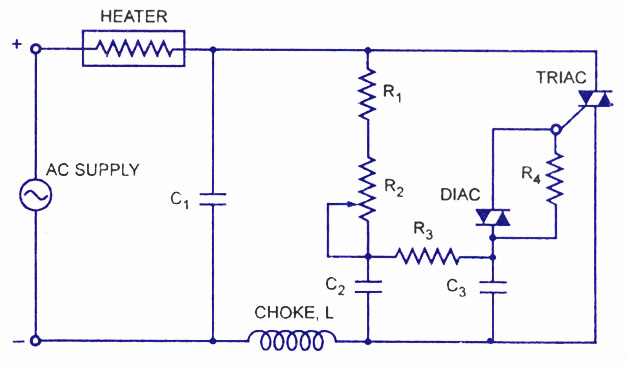 HEATER
+
TRIAC
R1
AC SUPPLY
R4
R2
C1
DIAC
R3
C2
C3
CHOKE, L
−